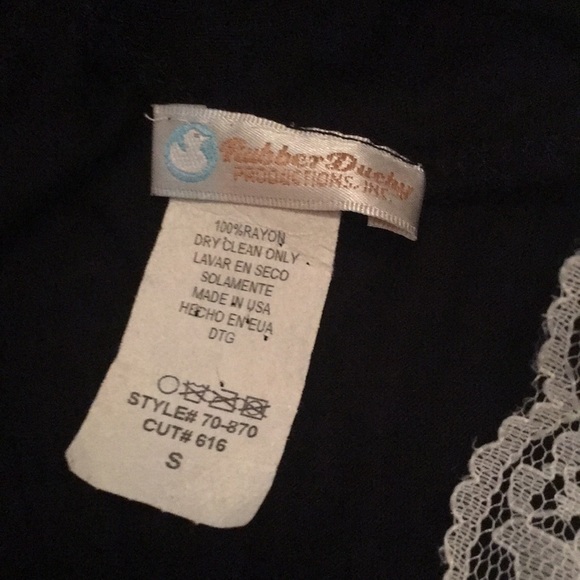 Rubber Ducky
PRODUCTIONS, INC.
100%RAYON
DRY CLEAN ONLY
LAVAR EN SECO
SOLAMENTE
MADE IN USA
HECHO EN EUA
DTG
STYLE# 70-870
CUT# 616
S